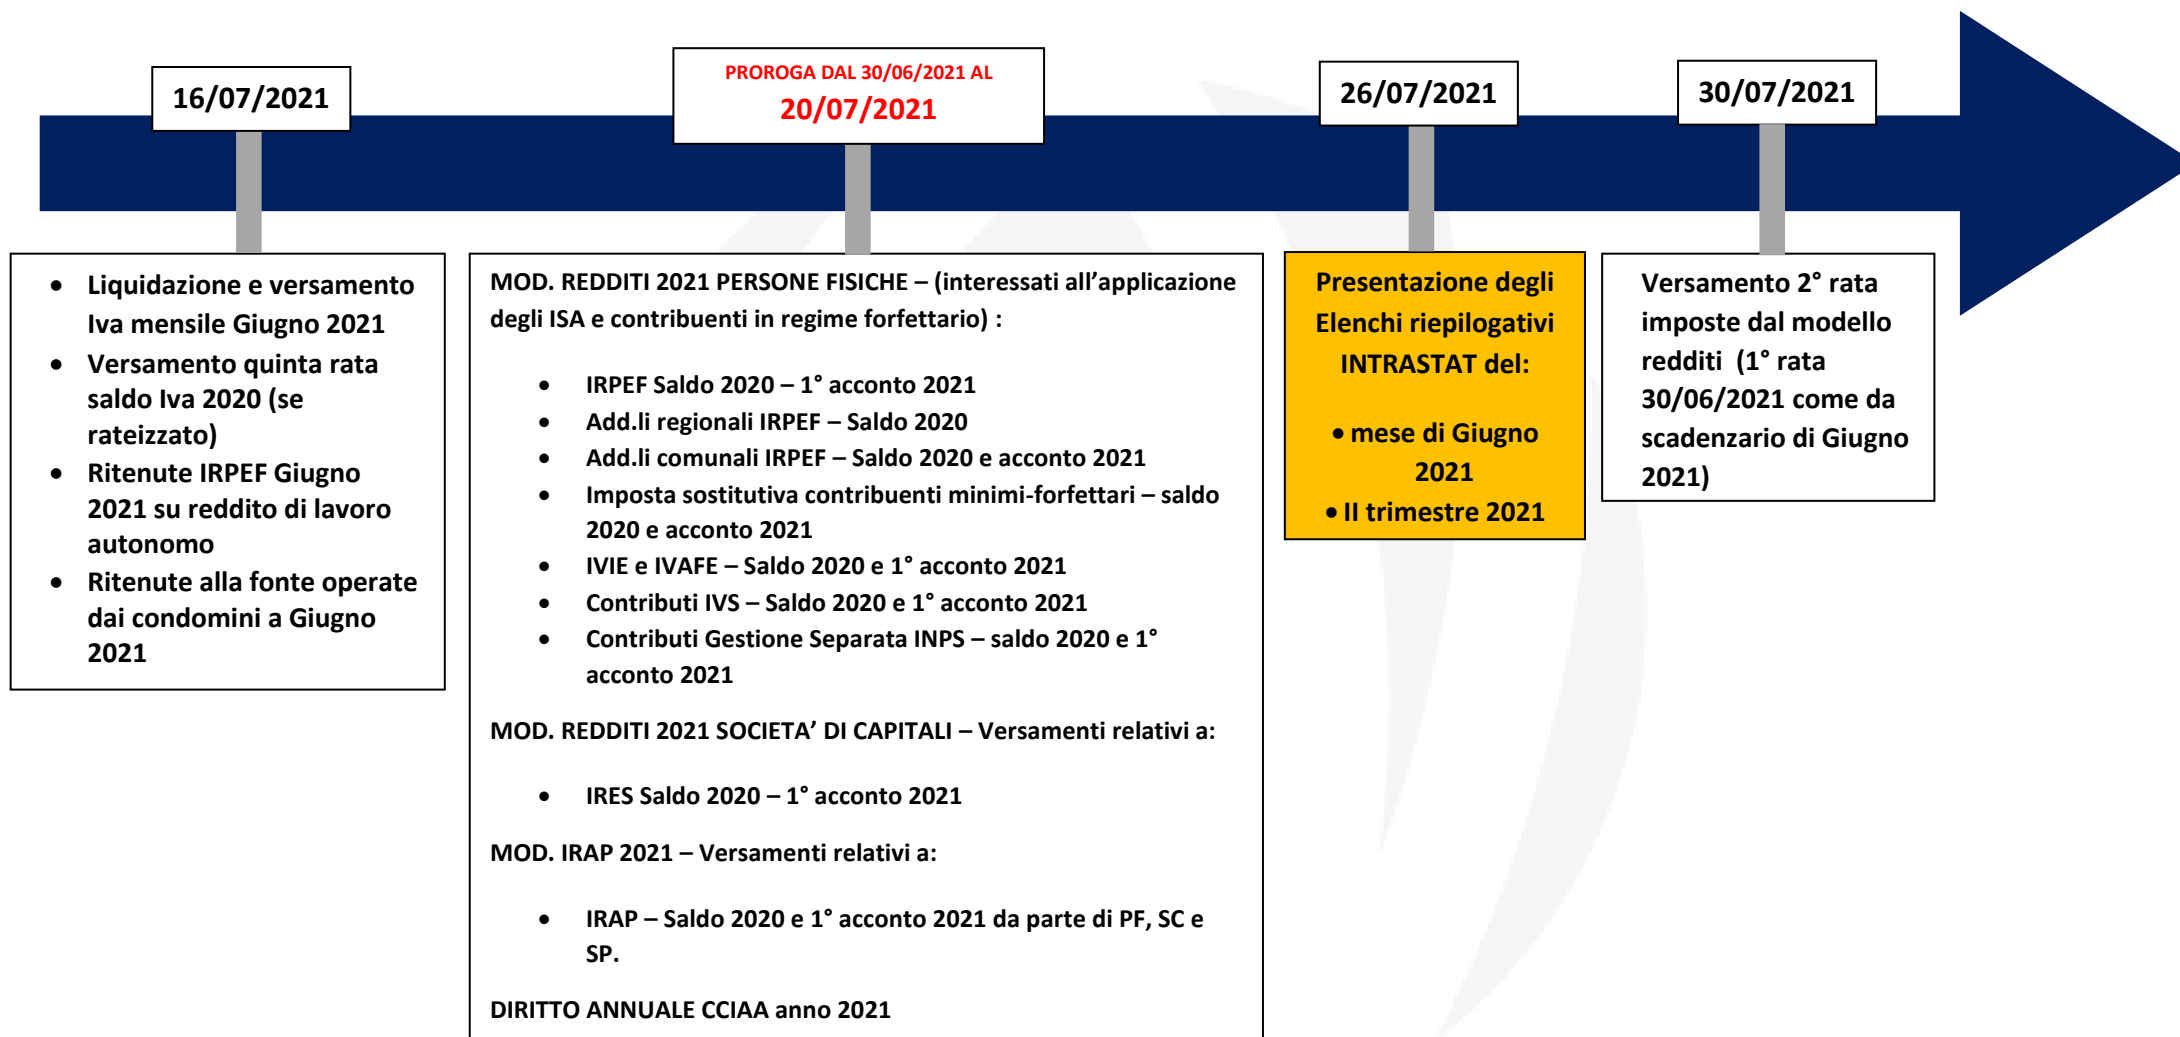 16/07/2021
• Liquidazione e versamento
Iva mensile Giugno 2021
• Versamento quinta rata
saldo Iva 2020 (se
rateizzato)
• Ritenute IRPEF Giugno
2021 su reddito di lavoro
autonomo
• Ritenute alla fonte operate
dai condomini a Giugno
2021
PROROGA DAL 30/06/2021 AL
20/07/2021
MOD. REDDITI 2021 PERSONE FISICHE – (interessati all’applicazione
degli ISA e contribuenti in regime forfettario) :
• IRPEF Saldo 2020 – 1° acconto 2021
• Add.li regionali IRPEF – Saldo 2020
• Add.li comunali IRPEF – Saldo 2020 e acconto 2021
• Imposta sostitutiva contribuenti minimi-forfettari – saldo
2020 e acconto 2021
• IVIE e IVAFE – Saldo 2020 e 1° acconto 2021
• Contributi IVS – Saldo 2020 e 1° acconto 2021
• Contributi Gestione Separata INPS – saldo 2020 e 1°
acconto 2021
MOD. REDDITI 2021 SOCIETA’ DI CAPITALI – Versamenti relativi a:
• IRES Saldo 2020 – 1° acconto 2021
MOD. IRAP 2021 – Versamenti relativi a:
• IRAP – Saldo 2020 e 1° acconto 2021 da parte di PF, SC e
SP.
DIRITTO ANNUALE CCIAA anno 2021
26/07/2021
Presentazione degli
Elenchi riepilogativi
INTRASTAT del:
• mese di Giugno
2021
• II trimestre 2021
30/07/2021
Versamento 2° rata
imposte dal modello
redditi (1° rata
30/06/2021 come da
scadenzario di Giugno
2021)